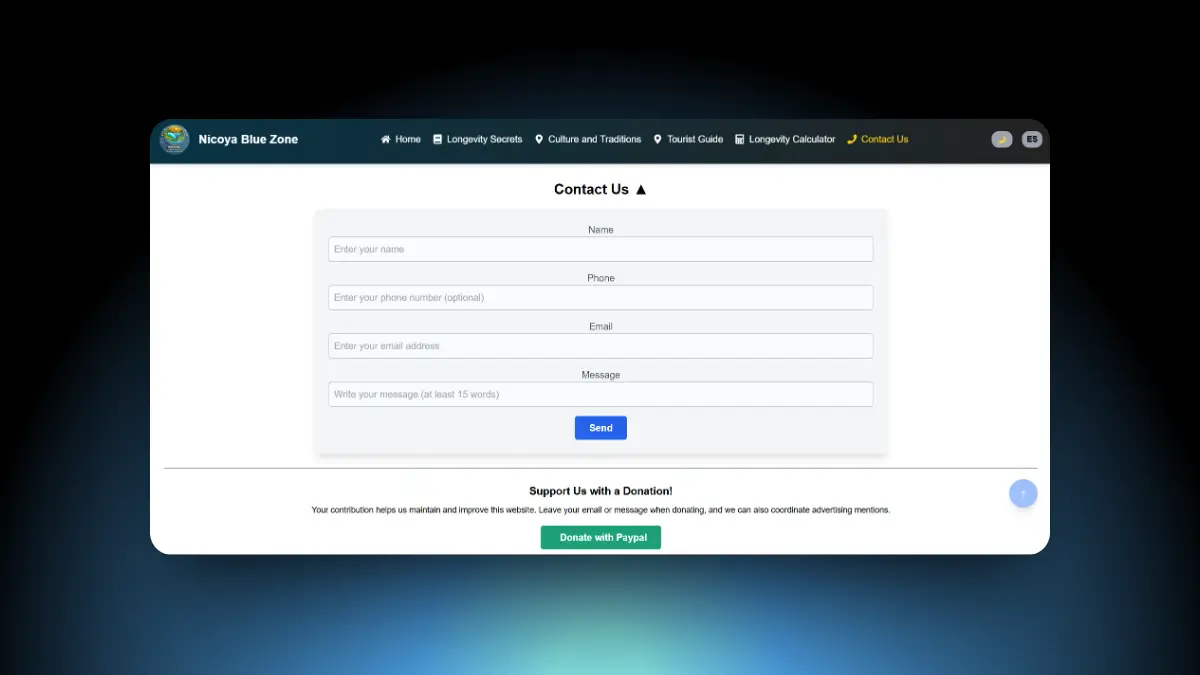 Nicoya Blue Zone Home Longevity Secrets Culture and Traditions Tourist Guide Longevity Calculator Contact Us ES
Contact Us ▲
Name
Enter your name
Phone
Enter your phone number (optional)
Email
Enter your email address
Message
Write your message (at least 15 words)
Send
Support Us with a Donation!
Your contribution helps us maintain and improve this website. Leave your email or message when donating, and we can also coordinate advertising mentions.
↑
Donate with Paypal